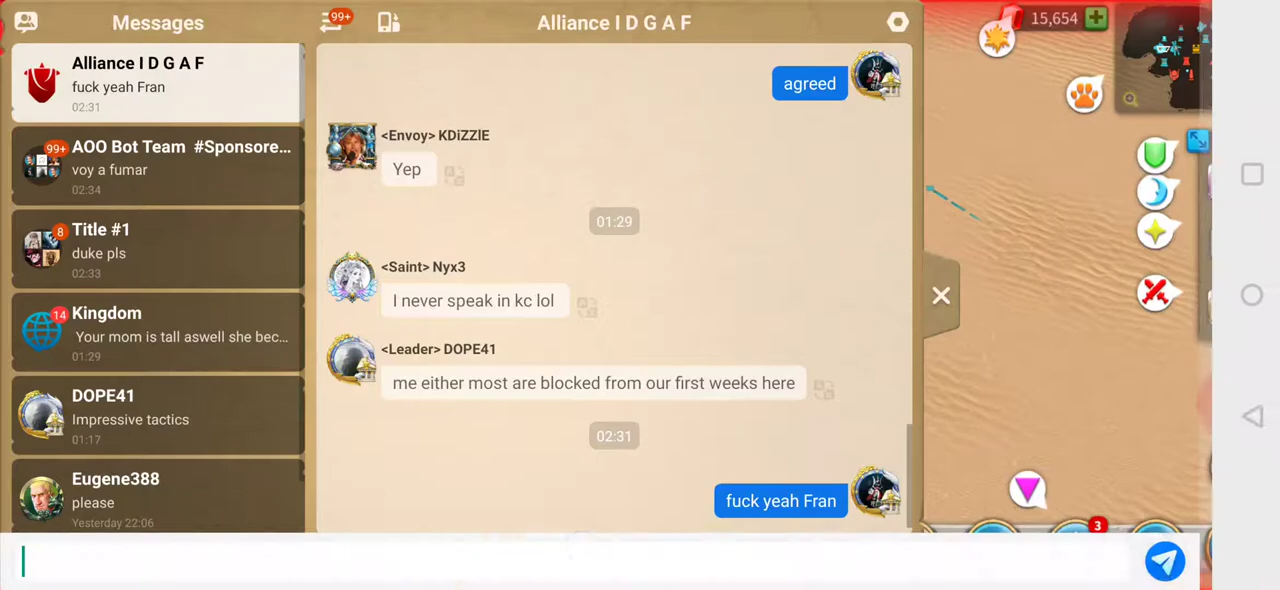 Messages
99+
Alliance I D G A F
15,654
Alliance I D G A F
fuck yeah Fran
02:31
99+
AOO Bot Team #Sponsore...
voy a fumar
02:34
8
Title #1
duke pls
02:33
14
Kingdom
Your mom is tall aswell she bec...
01:29
DOPE41
Impressive tactics
01:17
Eugene388
please
Yesterday 22:06
agreed
<Envoy> KDiZZlE
Yep
01:29
<Saint> Nyx3
I never speak in kc lol
<Leader> DOPE41
me either most are blocked from our first weeks here
02:31
fuck yeah Fran
3